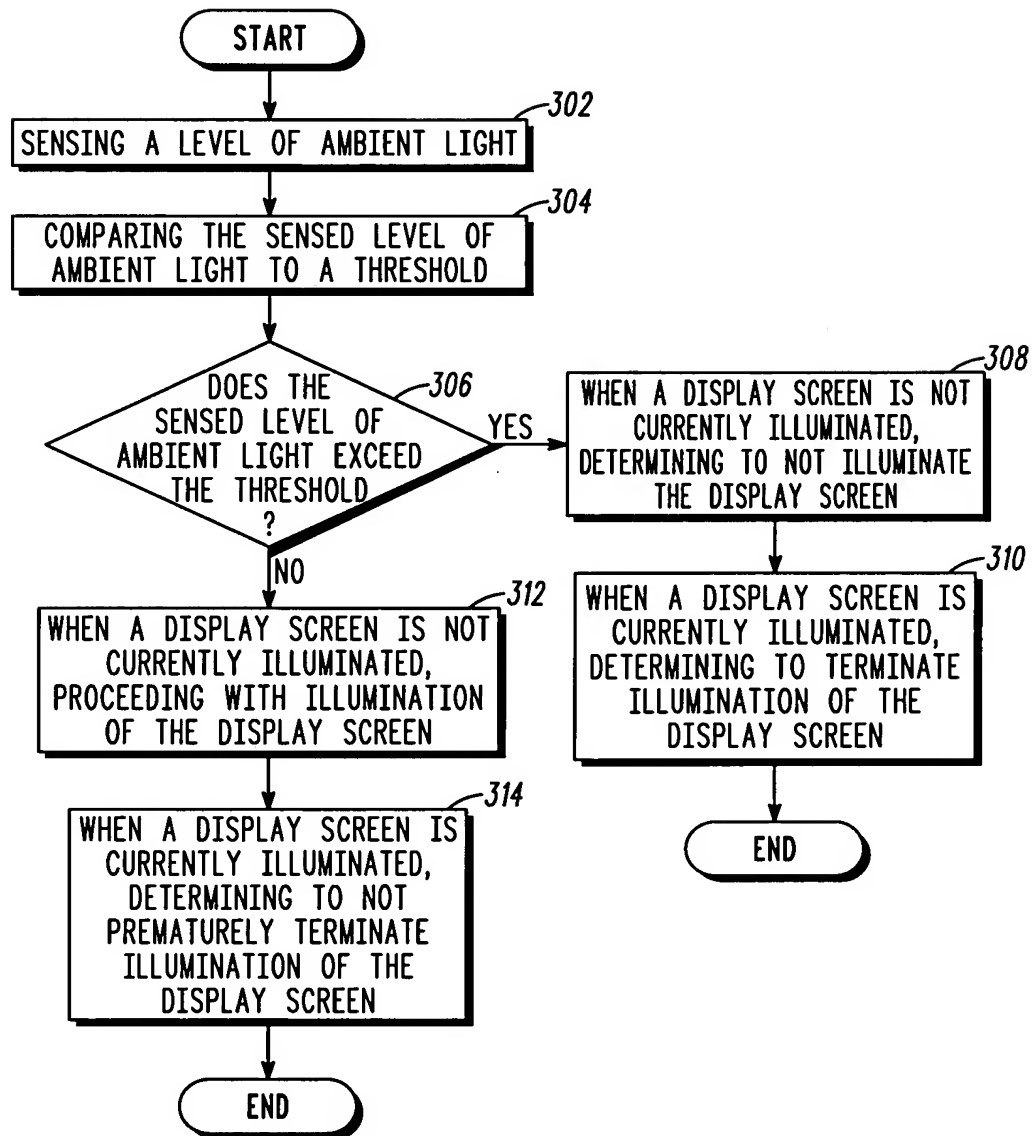 START
302
SENSING A LEVEL OF AMBIENT LIGHT
304
COMPARING THE SENSED LEVEL OF
AMBIENT LIGHT TO A THRESHOLD
306
DOES THE
SENSED LEVEL OF
AMBIENT LIGHT EXCEED
THE THRESHOLD
?
YES
NO
308
WHEN A DISPLAY SCREEN IS NOT
CURRENTLY ILLUMINATED,
DETERMINING TO NOT ILLUMINATE
THE DISPLAY SCREEN
310
WHEN A DISPLAY SCREEN IS
CURRENTLY ILLUMINATED,
DETERMINING TO TERMINATE
ILLUMINATION OF THE
DISPLAY SCREEN
END
312
WHEN A DISPLAY SCREEN IS NOT
CURRENTLY ILLUMINATED,
PROCEEDING WITH ILLUMINATION
OF THE DISPLAY SCREEN
314
WHEN A DISPLAY SCREEN IS
CURRENTLY ILLUMINATED,
DETERMINING TO NOT
PREMATURELY TERMINATE
ILLUMINATION OF THE
DISPLAY SCREEN
END